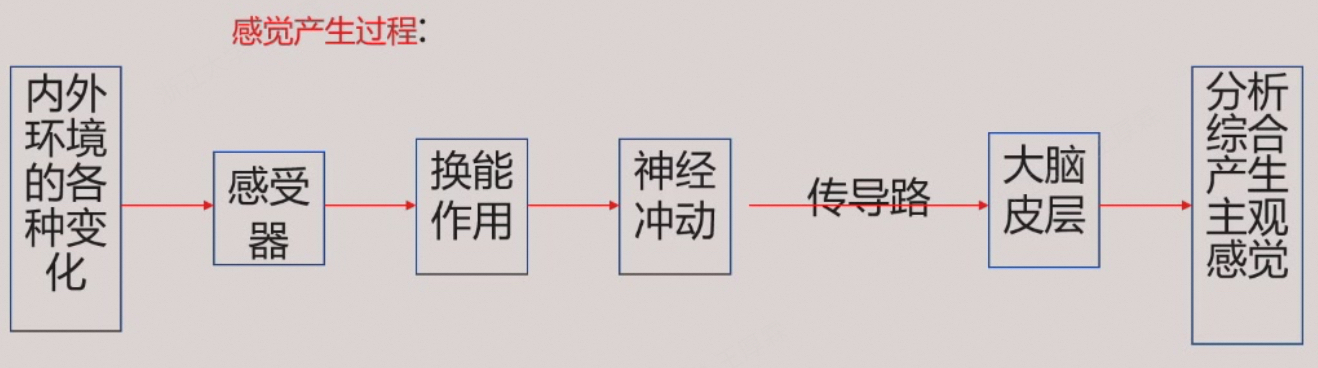 感觉产生过程:
内外
环境
的各
种变
化
感受
器
换能
作用
神经
冲动
传导路
大脑
皮层
分析
综合
产生
主观
感觉